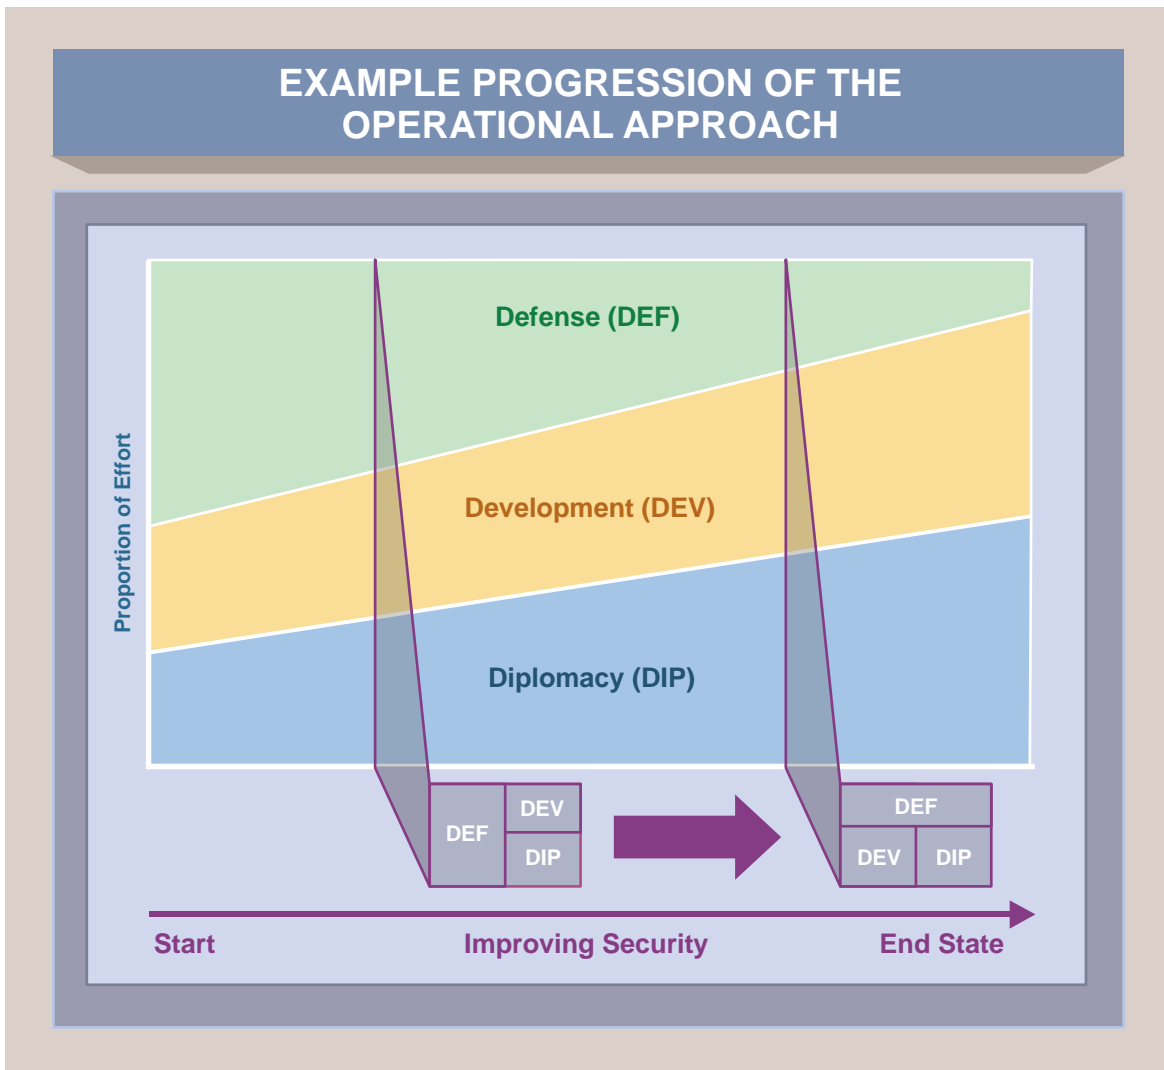 EXAMPLE PROGRESSION OF THE
OPERATIONAL APPROACH
Defense (DEF)
Proportion of Effort
Development (DEV)
Diplomacy (DIP)
DEF
DEV
DIP
DEF
DEV
DIP
Start
Improving Security
End State